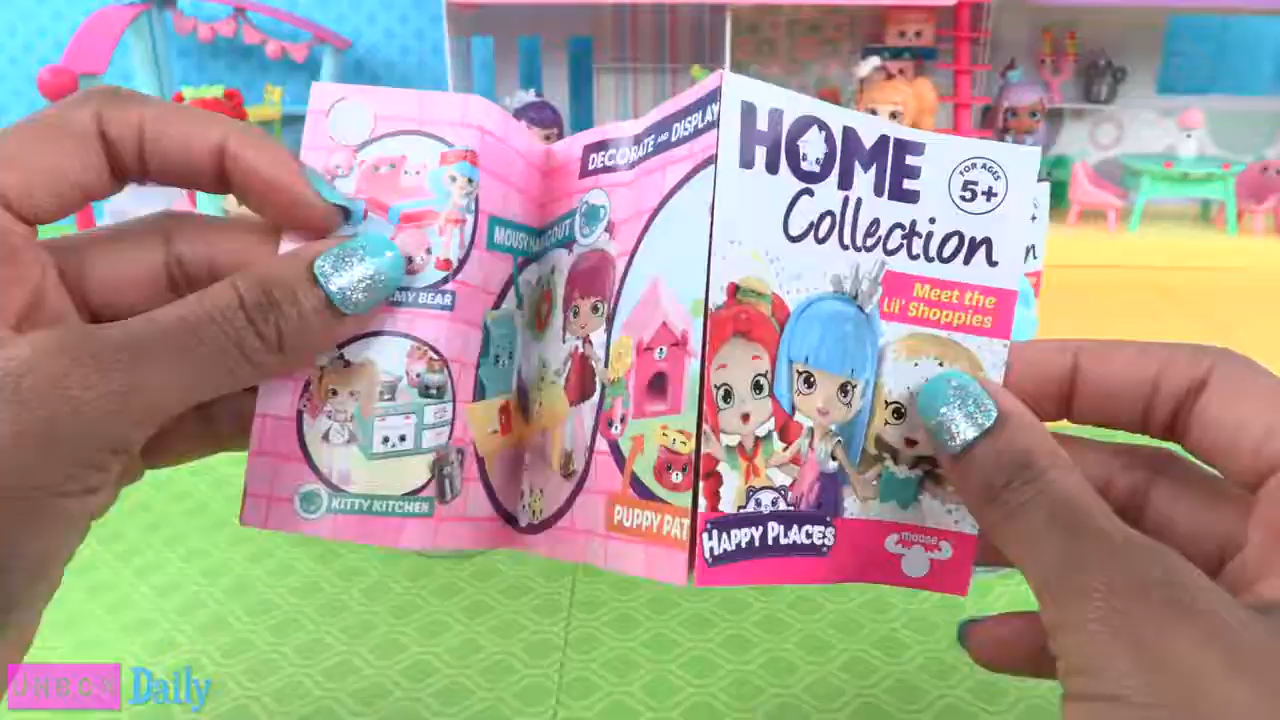 DECORATE AND DISPLAY
MOUSY HANGOUT
MY BEAR
KITTY KITCHEN
PUPPY PAT
HOME
Collection
FOR AGES
5+
Meet the
Lil' Shoppies
HAPPY PLACES
moose
n
UNBOX Daily